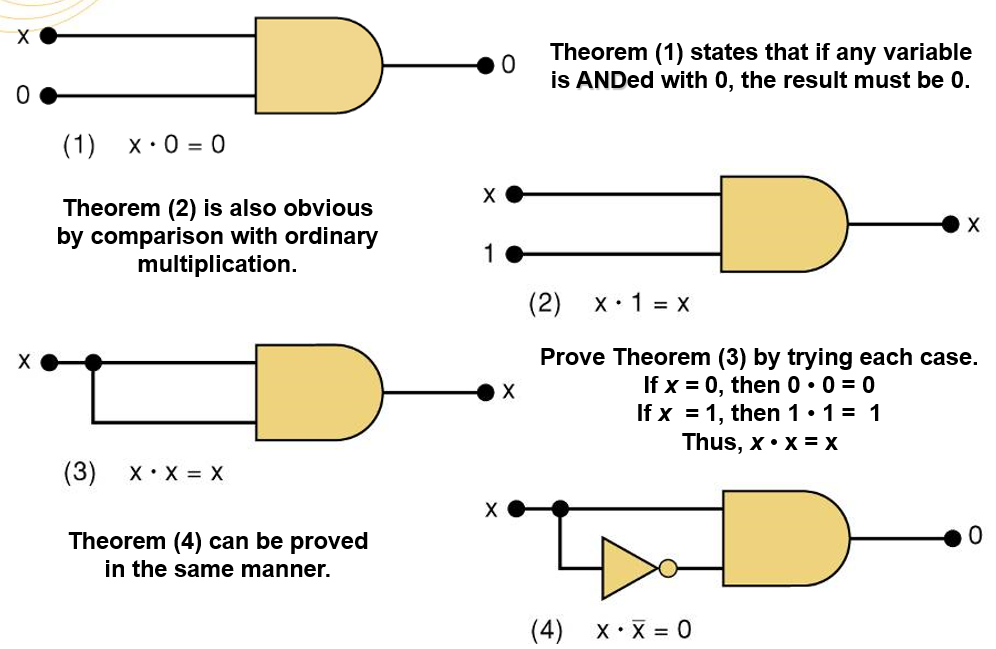 x
0
0
Theorem (1) states that if any variable
is ANDed with 0, the result must be 0.
(1) x · 0 = 0
Theorem (2) is also obvious
by comparison with ordinary
multiplication.
x
1
x
(2) x · 1 = x
x
x
(3) x · x = x
Prove Theorem (3) by trying each case.
If x = 0, then 0 • 0 = 0
If x = 1, then 1 • 1 = 1
Thus, x • x = x
Theorem (4) can be proved
in the same manner.
x
0
(4) x · x̅ = 0